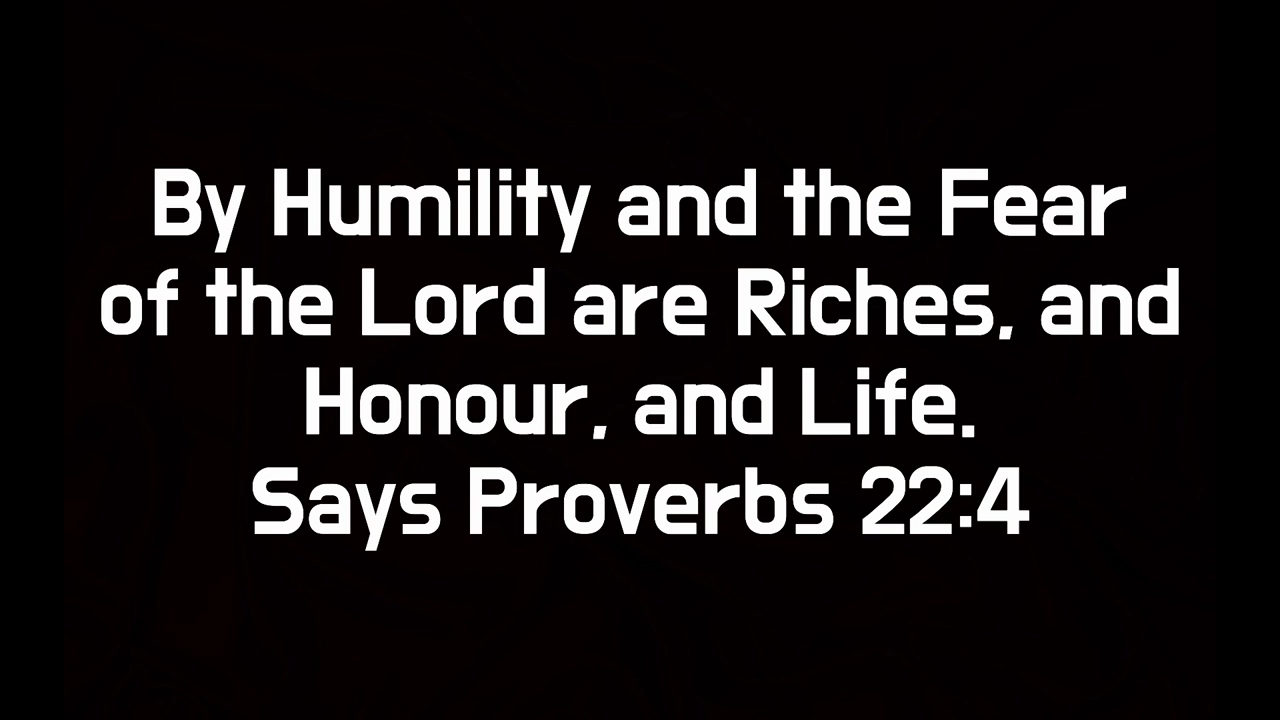 By Humility and the Fear
of the Lord are Riches, and
Honour, and Life.
Says Proverbs 22:4